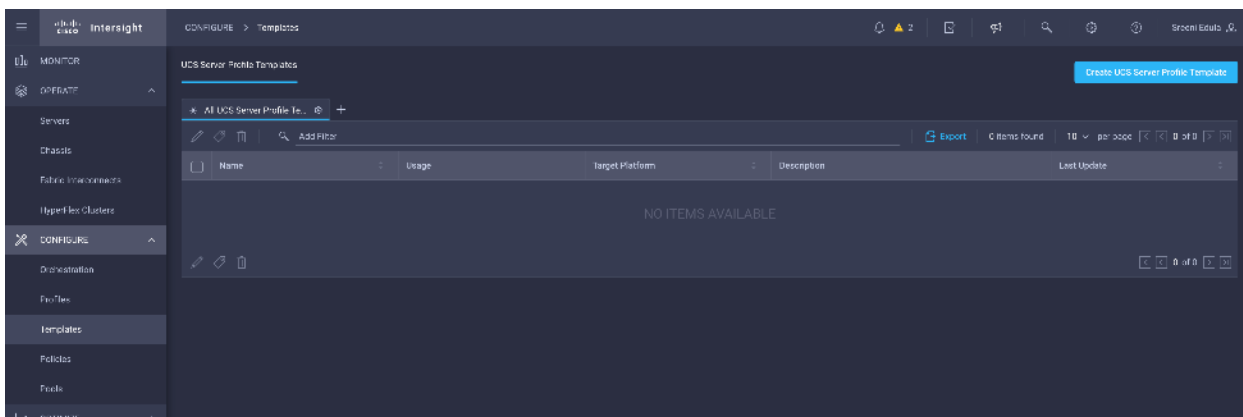 CISCO Intersight
CONFIGURE > Templates
2
Sreeni Edula
MONITOR
OPERATE
Servers
Chassis
Fabric Interconnects
HyperFlex Clusters
CONFIGURE
Orchestration
Profiles
Templates
Policies
Pools
UCS Server Profile Templates
Create UCS Server Profile Template
All UCS Server Profile Te... +
Add Filter
Export 0 items found 10 per page 0 of 0
Name Usage Target Platform Description Last Update
NO ITEMS AVAILABLE
0 of 0